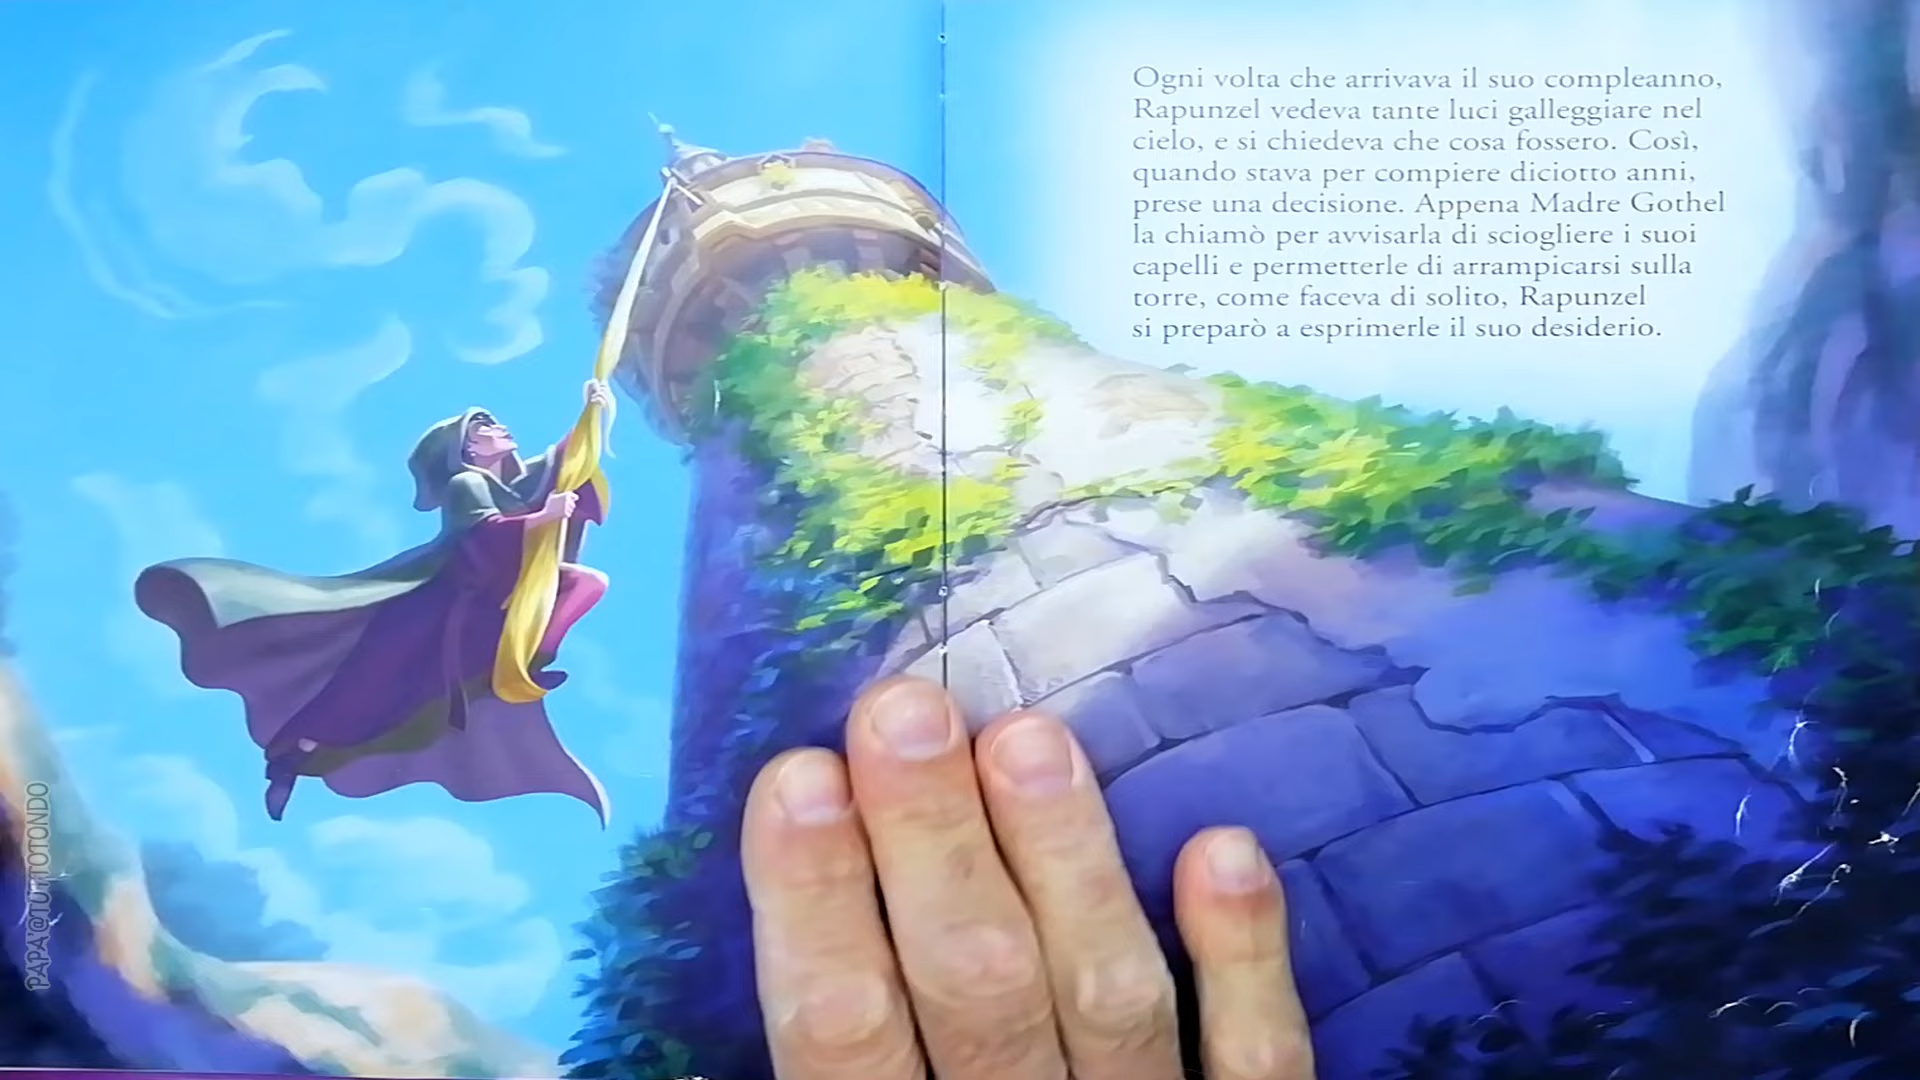 Ogni volta che arrivava il suo compleanno,
Rapunzel vedeva tante luci galleggiare nel
cielo, e si chiedeva che cosa fossero. Così,
quando stava per compiere diciotto anni,
prese una decisione. Appena Madre Gothel
la chiamò per avvisarla di sciogliere i suoi
capelli e permetterle di arrampicarsi sulla
torre, come faceva di solito, Rapunzel
si preparò a esprimerle il suo desiderio.
PAPA'@TUTTOTONDO